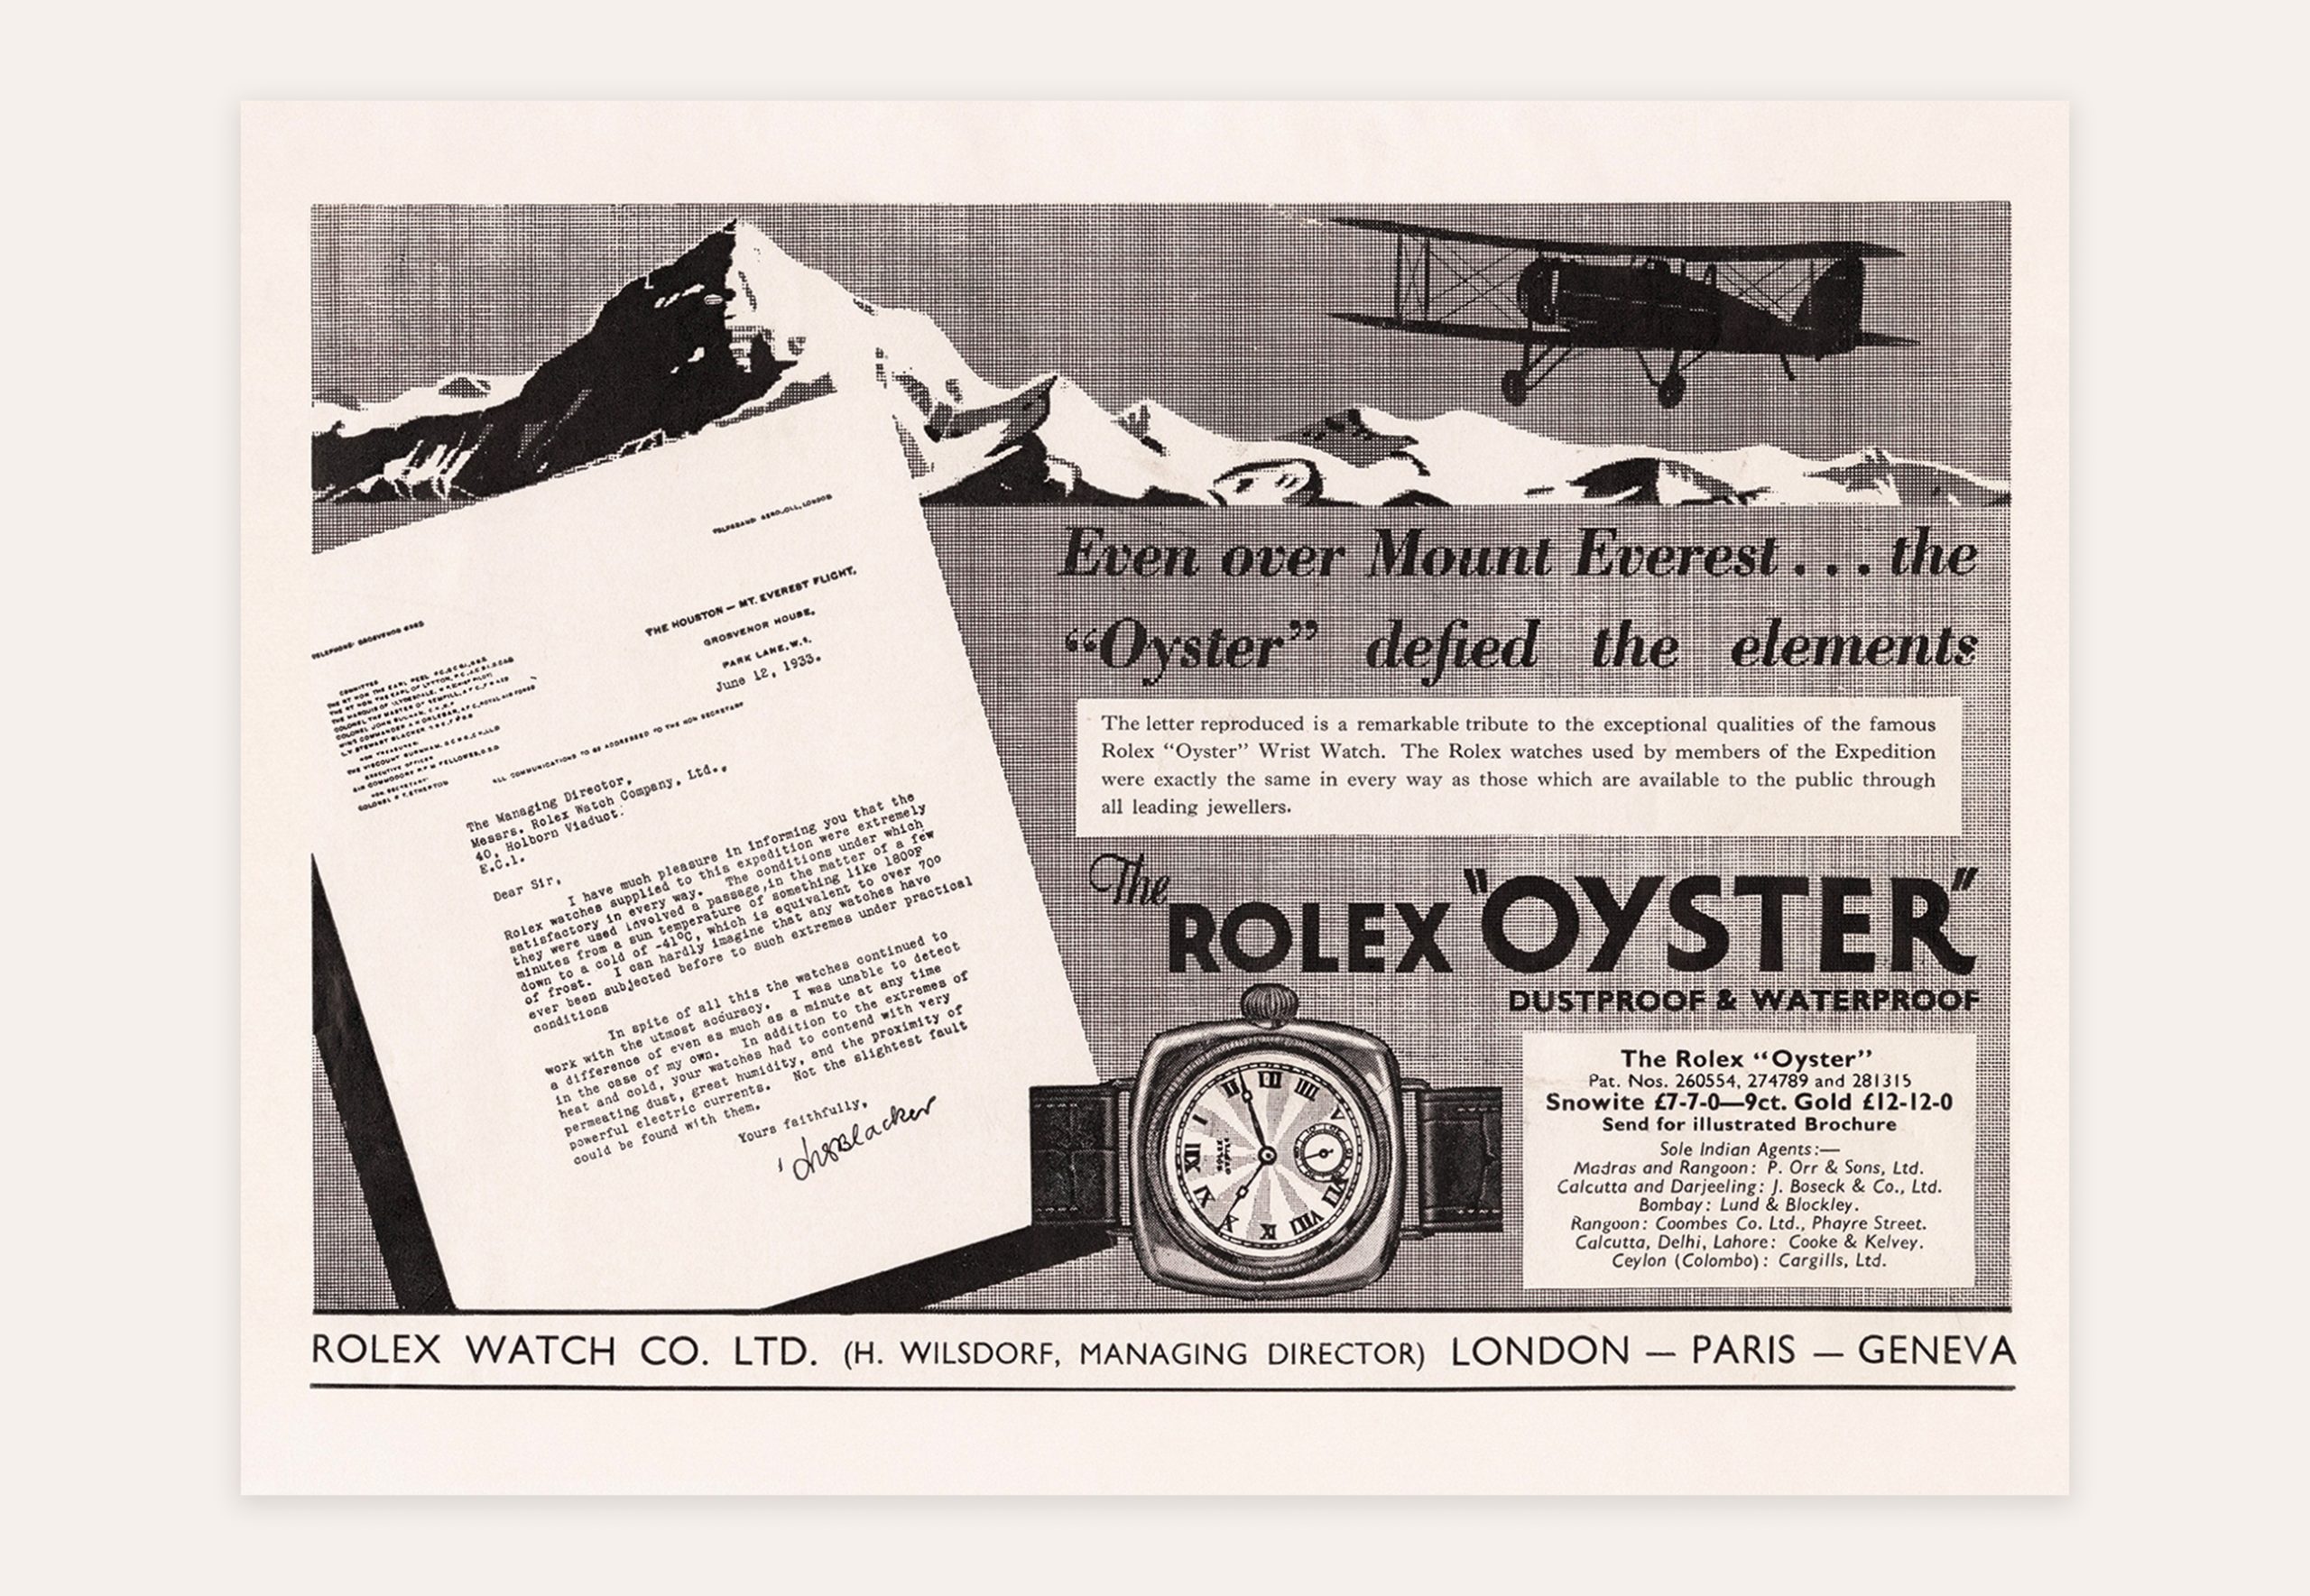 TELEGRAMS: AEROJOLL, LONDON
THE HOUSTON — MT. EVEREST FLIGHT,
GROSVENOR HOUSE,
PARK LANE, W.1.
June 12, 1933.
COMMITTEE
ALL COMMUNICATIONS TO BE ADDRESSED TO THE HON SECRETARY
The Managing Director,
Messrs. Rolex Watch Company, Ltd.,
40, Holborn Viaduct.
E.C.1.
Dear Sir,
I have much pleasure in informing you that the
Rolex watches supplied to this expedition were extremely
satisfactory in every way. The conditions under which
they were used involved a passage, in the matter of a few
minutes from a sun temperature of something like 180°F
down to a cold of -41°C, which is equivalent to over 70°
of frost. I can hardly imagine that any watches have
ever been subjected before to such extremes under practical
conditions
In spite of all this the watches continued to
work with the utmost accuracy. I was unable to detect
a difference of even as much as a minute at any time
in the case of my own. In addition to the extremes of
heat and cold, your watches had to contend with very
permeating dust, great humidity, and the proximity of
powerful electric currents. Not the slightest fault
could be found with them.
Yours faithfully,
Blacker
Even over Mount Everest... the
“Oyster” defied the elements
The letter reproduced is a remarkable tribute to the exceptional qualities of the famous
Rolex “Oyster” Wrist Watch. The Rolex watches used by members of the Expedition
were exactly the same in every way as those which are available to the public through
all leading jewellers.
The
ROLEX "OYSTER"
DUSTPROOF & WATERPROOF
The Rolex “Oyster”
Pat. Nos. 260554, 274789 and 281315
Snowite £7-7-0—9ct. Gold £12-12-0
Send for illustrated Brochure
Sole Indian Agents:—
Madras and Rangoon: P. Orr & Sons, Ltd.
Calcutta and Darjeeling: J. Boseck & Co., Ltd.
Bombay: Lund & Blockley.
Rangoon: Coombes Co. Ltd., Phayre Street.
Calcutta, Delhi, Lahore: Cooke & Kelvey.
Ceylon (Colombo): Cargills, Ltd.
ROLEX WATCH CO. LTD. (H. WILSDORF, MANAGING DIRECTOR) LONDON — PARIS — GENEVA